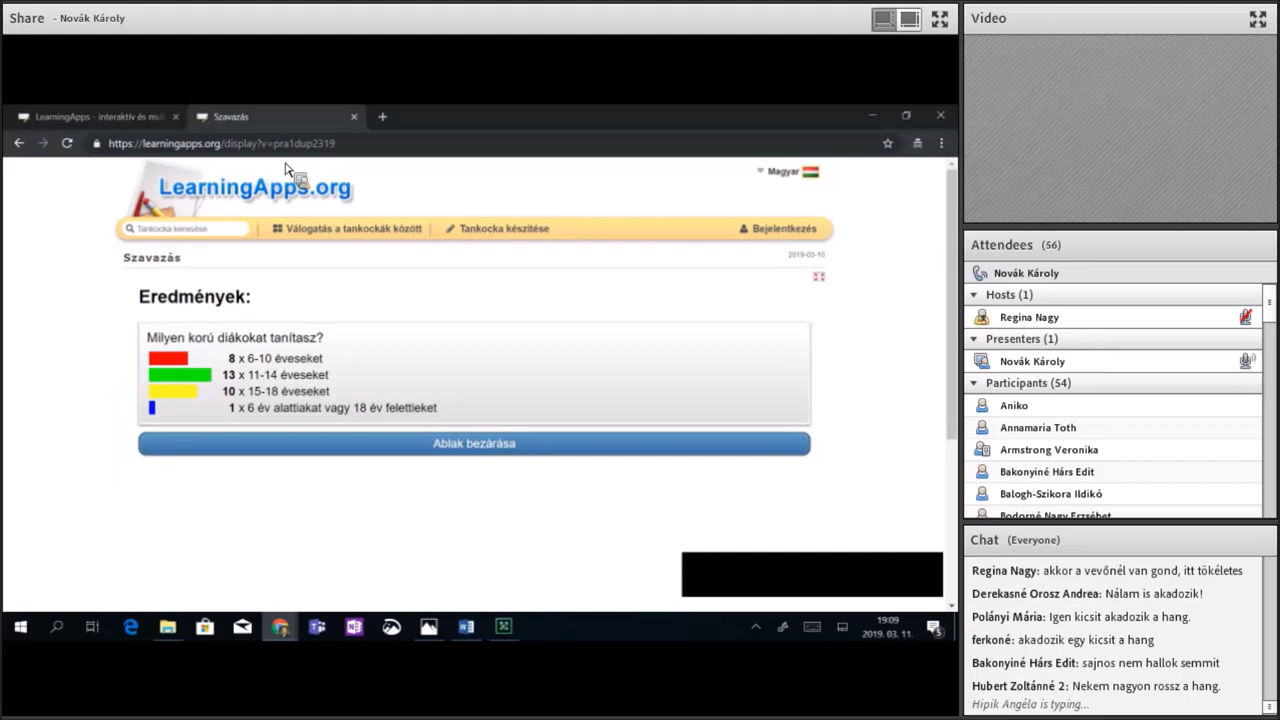 Share - Novák Károly
LearningApps - interaktív és mul
Szavazás
https://learningapps.org/display?v=pra1dup2319
LearningApps.org
Magyar
Tankocka keresése
Válogatás a tankockák között
Tankocka készítése
Bejelentkezés
Szavazás
2019-03-10
Eredmények:
Milyen korú diákokat tanítasz?
8 x 6-10 éveseket
13 x 11-14 éveseket
10 x 15-18 éveseket
1 x 6 év alattiakat vagy 18 év felettieket
Ablak bezárása
19:09
2019. 03. 11.
5
Video
Attendees (56)
Novák Károly
Hosts (1)
Regina Nagy
Presenters (1)
Novák Károly
Participants (54)
Aniko
Annamaria Toth
Armstrong Veronika
Bakonyiné Hárs Edit
Balogh-Szikora Ildikó
Bodorné Nagy Erzsébet
Chat (Everyone)
Regina Nagy: akkor a vevőnél van gond, itt tökéletes
Derekasné Orosz Andrea: Nálam is akadozik!
Polányi Mária: Igen kicsit akadozik a hang.
ferkoné: akadozik egy kicsit a hang
Bakonyiné Hárs Edit: sajnos nem hallok semmit
Hubert Zoltánné 2: Nekem nagyon rossz a hang.
Hipik Angéla is typing...